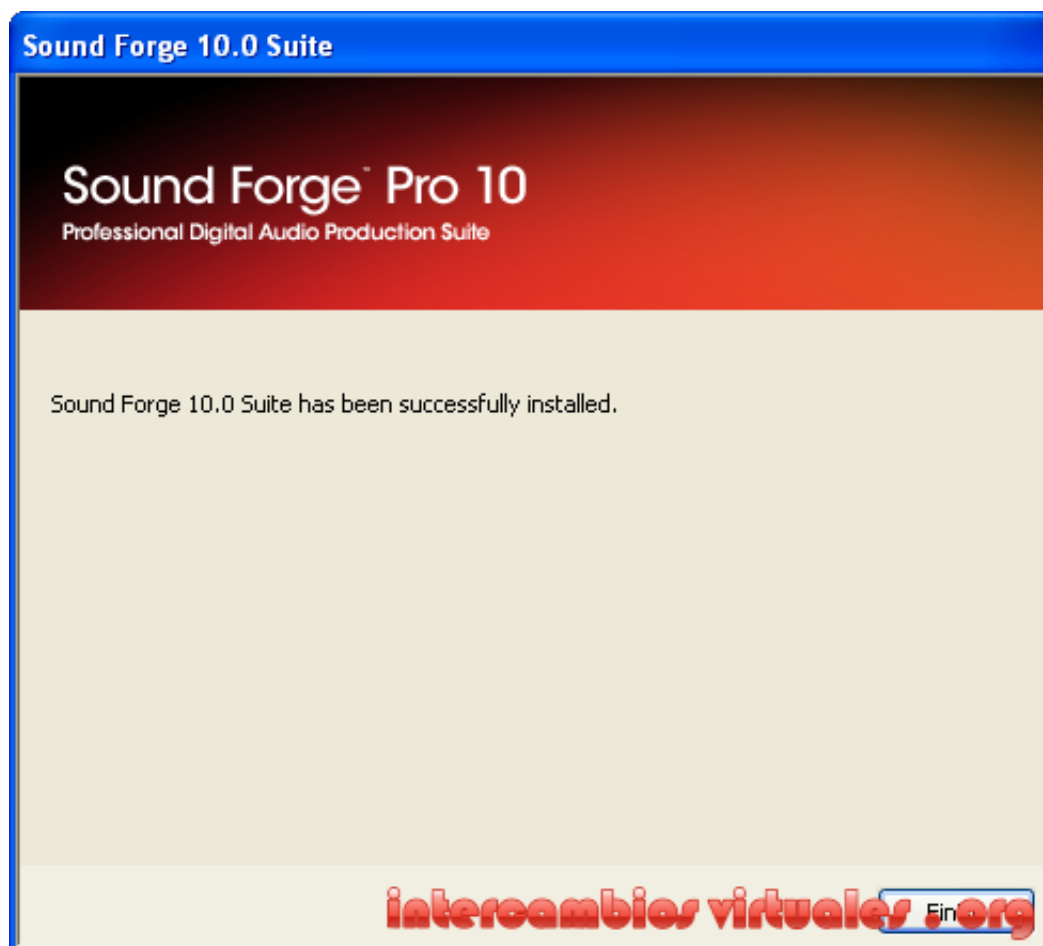 Sound Forge 10.0 Suite
Sound Forge™ Pro 10
Professional Digital Audio Production Suite
Sound Forge 10.0 Suite has been successfully installed.
intercambios virtuales . org